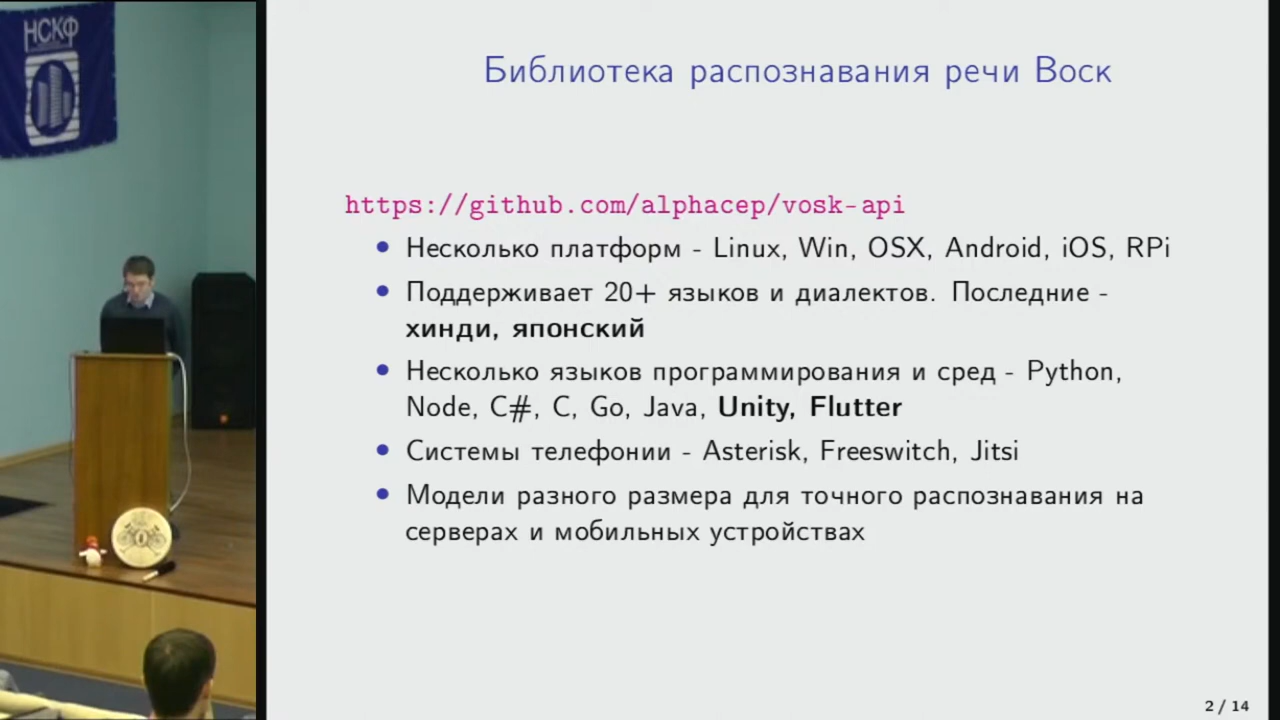 НСКФ
Библиотека распознавания речи Воск
https://github.com/alphacep/vosk-api
Несколько платформ - Linux, Win, OSX, Android, iOS, RPi
Поддерживает 20+ языков и диалектов. Последние -
хинди, японский
Несколько языков программирования и сред - Python,
Node, C#, C, Go, Java, Unity, Flutter
Системы телефонии - Asterisk, Freeswitch, Jitsi
Модели разного размера для точного распознавания на
серверах и мобильных устройствах
2 / 14